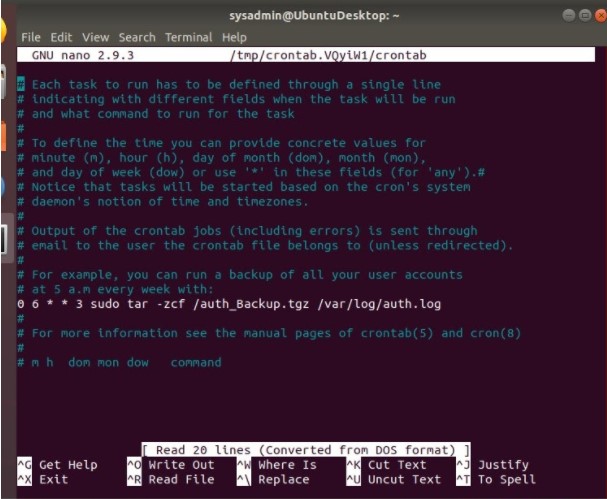 sysadmin@UbuntuDesktop: ~
File Edit View Search Terminal Help
GNU nano 2.9.3 /tmp/crontab.VQyiW1/crontab
# Each task to run has to be defined through a single line
# indicating with different fields when the task will be run
# and what command to run for the task
#
# To define the time you can provide concrete values for
# minute (m), hour (h), day of month (dom), month (mon),
# and day of week (dow) or use '*' in these fields (for 'any').#
# Notice that tasks will be started based on the cron's system
# daemon's notion of time and timezones.
#
# Output of the crontab jobs (including errors) is sent through
# email to the user the crontab file belongs to (unless redirected).
#
# For example, you can run a backup of all your user accounts
# at 5 a.m every week with:
0 6 * * 3 sudo tar -zcf /auth_Backup.tgz /var/log/auth.log
#
# For more information see the manual pages of crontab(5) and cron(8)
#
# m h dom mon dow command
[ Read 20 lines (Converted from DOS format) ]
^G Get Help ^O Write Out ^W Where Is ^K Cut Text ^J Justify
^X Exit ^R Read File ^\ Replace ^U Uncut Text ^T To Spell